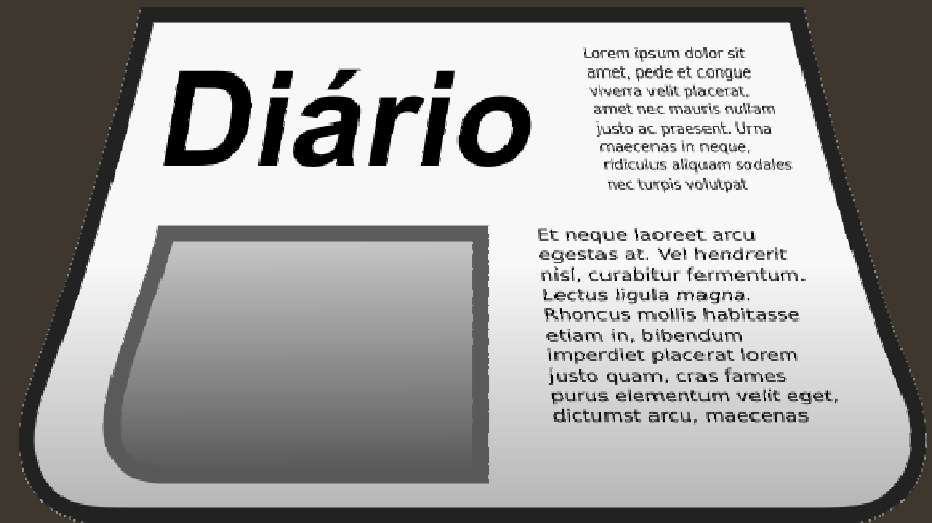 Diário
Lorem ipsum dolor sit
amet, pede et congue
viverra velit placerat,
amet nec mauris nullam
justo ac praesent. Urna
maecenas in neque,
ridiculus aliquam sodales
nec turpis volutpat
Et neque laoreet arcu
egestas at. Vel hendrerit
nisl, curabitur fermentum.
Lectus ligula magna.
Rhoncus mollis habitasse
etiam in, bibendum
imperdiet placerat lorem
justo quam, cras fames
purus elementum velit eget,
dictumst arcu, maecenas